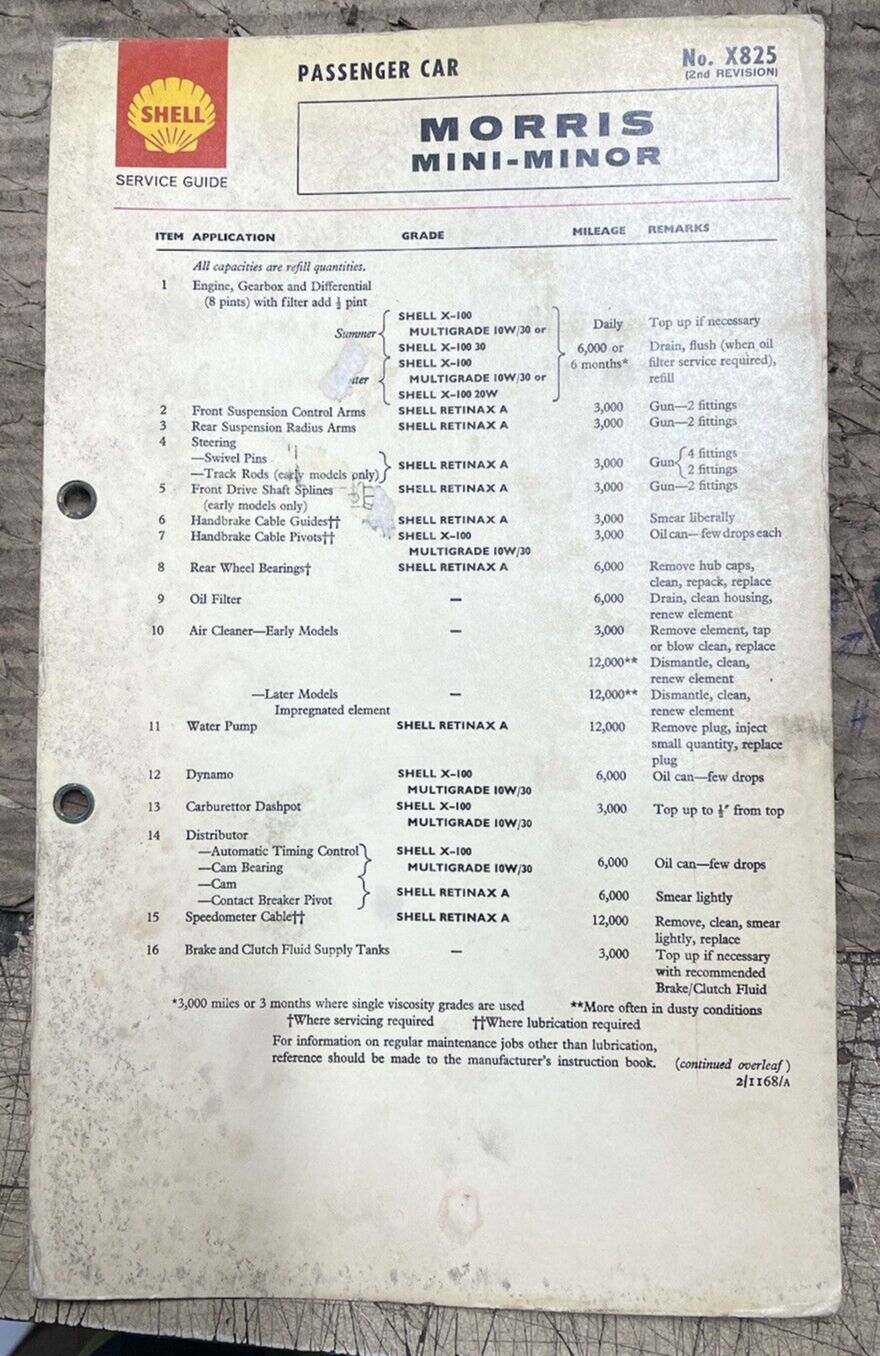 SHELL
SERVICE GUIDE
PASSENGER CAR
No. X825
(2nd REVISION)
MORRIS
MINI-MINOR
ITEM APPLICATION GRADE MILEAGE REMARKS
All capacities are refill quantities.
1 Engine, Gearbox and Differential
(8 pints) with filter add ½ pint
Summer { SHELL X-100
MULTIGRADE 10W/30 or
SHELL X-100 30
Daily Top up if necessary
SHELL X-100
MULTIGRADE 10W/30 or
SHELL X-100 20W
6,000 or Drain, flush (when oil
6 months* filter service required),
refill
2 Front Suspension Control Arms SHELL RETINAX A 3,000 Gun—2 fittings
3 Rear Suspension Radius Arms SHELL RETINAX A 3,000 Gun—2 fittings
4 Steering
—Swivel Pins
—Track Rods (early models only) } SHELL RETINAX A 3,000 Gun { 4 fittings
2 fittings
5 Front Drive Shaft Splines SHELL RETINAX A 3,000 Gun—2 fittings
(early models only)
6 Handbrake Cable Guides†† SHELL RETINAX A 3,000 Smear liberally
7 Handbrake Cable Pivots†† SHELL X-100 3,000 Oil can—few drops each
MULTIGRADE 10W/30
8 Rear Wheel Bearings† SHELL RETINAX A 6,000 Remove hub caps,
clean, repack, replace
9 Oil Filter — 6,000 Drain, clean housing,
renew element
10 Air Cleaner—Early Models — 3,000 Remove element, tap
or blow clean, replace
12,000** Dismantle, clean,
renew element
—Later Models — 12,000** Dismantle, clean,
Impregnated element renew element
11 Water Pump SHELL RETINAX A 12,000 Remove plug, inject
small quantity, replace
plug
12 Dynamo SHELL X-100 6,000 Oil can—few drops
MULTIGRADE 10W/30
13 Carburettor Dashpot SHELL X-100 3,000 Top up to ½″ from top
MULTIGRADE 10W/30
14 Distributor
—Automatic Timing Control } SHELL X-100
—Cam Bearing MULTIGRADE 10W/30 6,000 Oil can—few drops
—Cam
—Contact Breaker Pivot } SHELL RETINAX A 6,000 Smear lightly
15 Speedometer Cable†† SHELL RETINAX A 12,000 Remove, clean, smear
lightly, replace
16 Brake and Clutch Fluid Supply Tanks — 3,000 Top up if necessary
with recommended
Brake/Clutch Fluid
*3,000 miles or 3 months where single viscosity grades are used **More often in dusty conditions
†Where servicing required ††Where lubrication required
For information on regular maintenance jobs other than lubrication,
reference should be made to the manufacturer's instruction book. (continued overleaf)
2/1168/A